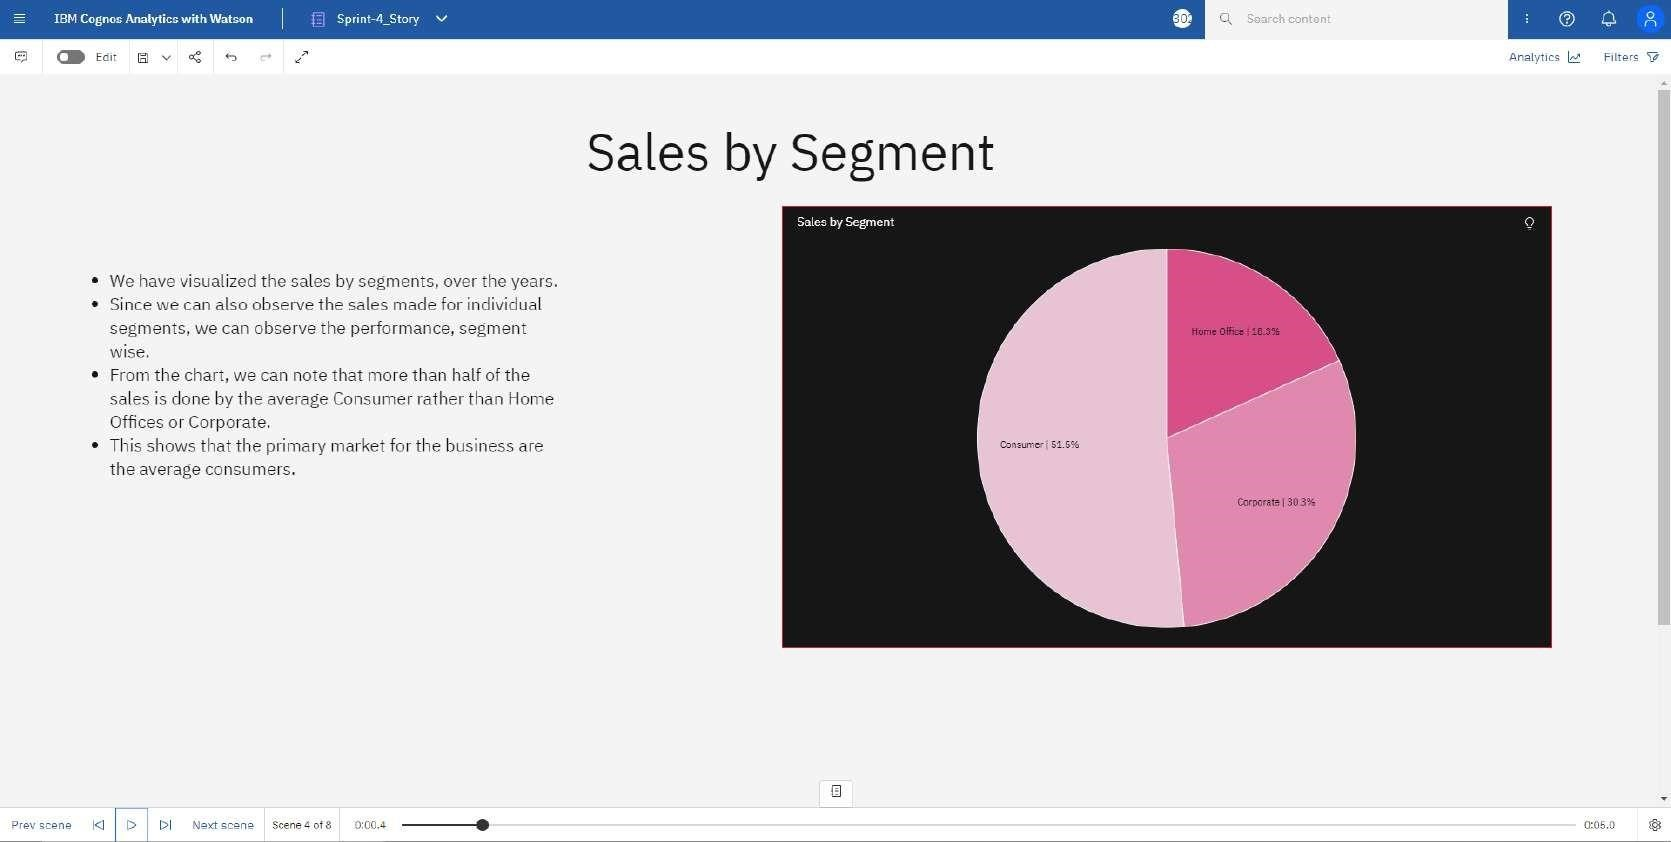 IBM Cognos Analytics with Watson
Sprint-4_Story
Search content
Edit
Analytics
Filters
Sales by Segment
Sales by Segment
• We have visualized the sales by segments, over the years.
• Since we can also observe the sales made for individual
segments, we can observe the performance, segment
wise.
• From the chart, we can note that more than half of the
sales is done by the average Consumer rather than Home
Offices or Corporate.
• This shows that the primary market for the business are
the average consumers.
Home Office | 18.3%
Consumer | 51.5%
Corporate | 30.3%
Prev scene
Next scene
Scene 4 of 8
0:00.4
0:05.0